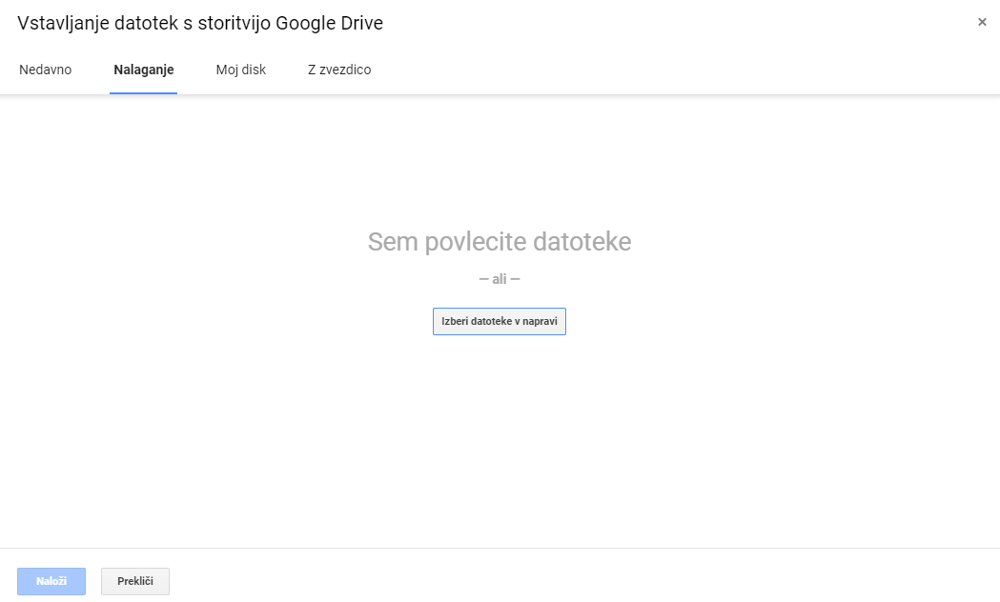 Vstavljanje datotek s storitvijo Google Drive
×
Nedavno
Nalaganje
Moj disk
Z zvezdico
Sem povlecite datoteke
— ali —
Izberi datoteke v napravi
Naloži
Prekliči